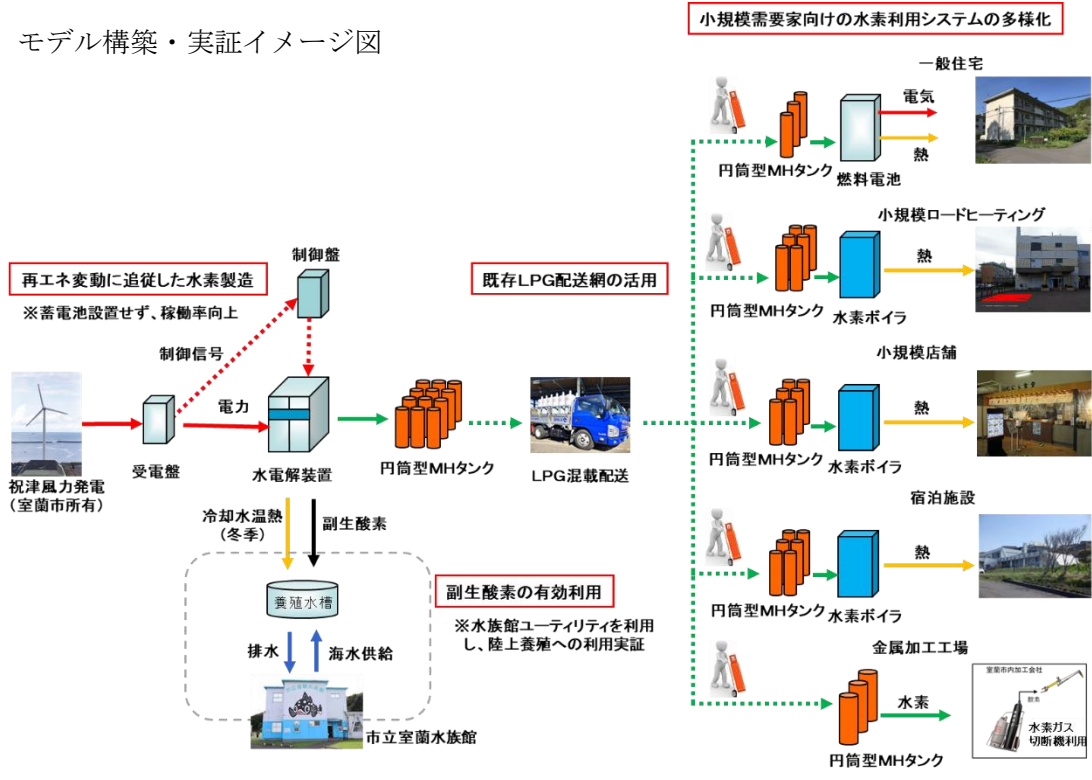 モデル構築・実証イメージ図
小規模需要家向けの水素利用システムの多様化
一般住宅
電気
熱
円筒型MHタンク
燃料電池
小規模ロードヒーティング
熱
円筒型MHタンク
水素ボイラ
制御盤
再エネ変動に追従した水素製造
※蓄電池設置せず、稼働率向上
既存LPG配送網の活用
制御信号
電力
受電盤
水電解装置
円筒型MHタンク
LPG混載配送
祝津風力発電
(室蘭市所有)
小規模店舗
熱
円筒型MHタンク
水素ボイラ
冷却水温熱
(冬季)
副生酸素
養殖水槽
副生酸素の有効利用
※水族館ユーティリティを利用
し、陸上養殖への利用実証
排水
海水供給
市立室蘭水族館
宿泊施設
熱
円筒型MHタンク
水素ボイラ
金属加工工場
水素
円筒型MHタンク
室蘭市内加工会社
酸素
水素ガス
切断機利用